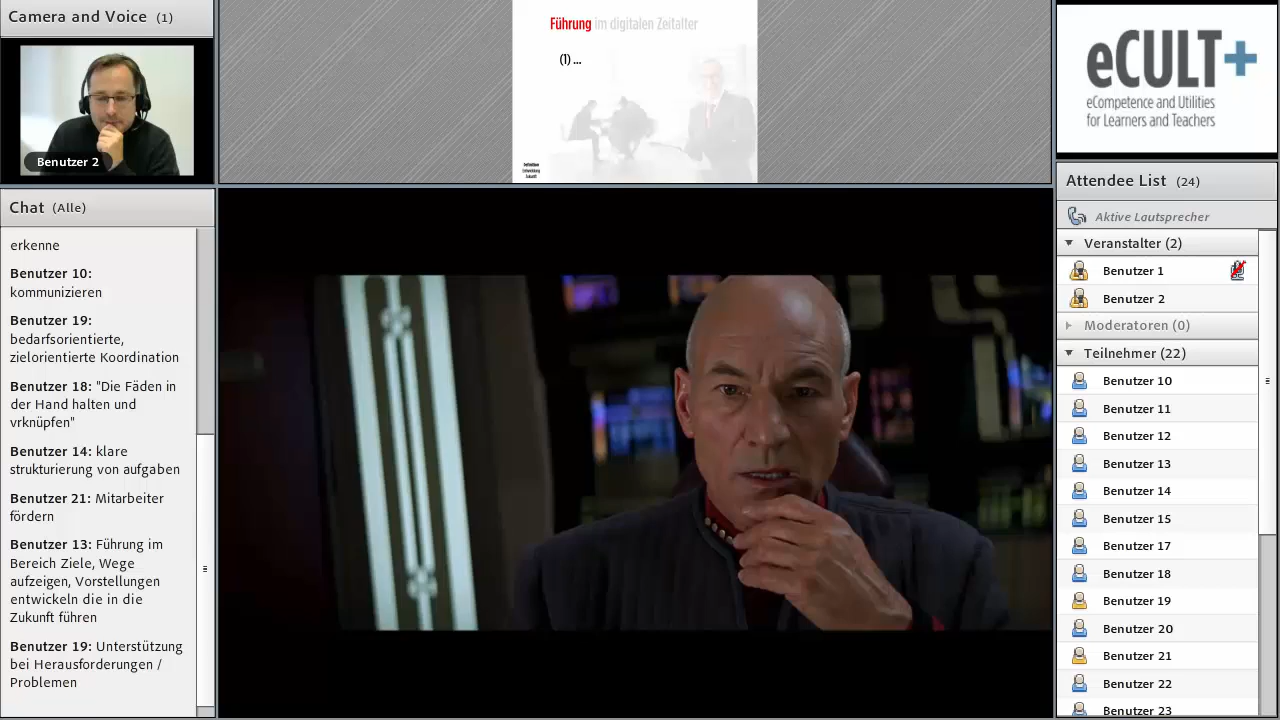 Camera and Voice (1)
Benutzer 2
Chat (Alle)
erkenne
Benutzer 10:
kommunizieren
Benutzer 19:
bedarfsorientierte,
zielorientierte Koordination
Benutzer 18: "Die Fäden in
der Hand halten und
vrknüpfen"
Benutzer 14: klare
strukturierung von aufgaben
Benutzer 21: Mitarbeiter
fördern
Benutzer 13: Führung im
Bereich Ziele, Wege
aufzeigen, Vorstellungen
entwickeln die in die
Zukunft führen
Benutzer 19: Unterstützung
bei Herausforderungen /
Problemen
Führung im digitalen Zeitalter
(1) ...
Definition
Entwicklung
Zukunft
eCULT+
eCompetence and Utilities
for Learners and Teachers
Attendee List (24)
Aktive Lautsprecher
Veranstalter (2)
Benutzer 1
Benutzer 2
Moderatoren (0)
Teilnehmer (22)
Benutzer 10
Benutzer 11
Benutzer 12
Benutzer 13
Benutzer 14
Benutzer 15
Benutzer 17
Benutzer 18
Benutzer 19
Benutzer 20
Benutzer 21
Benutzer 22
Benutzer 23